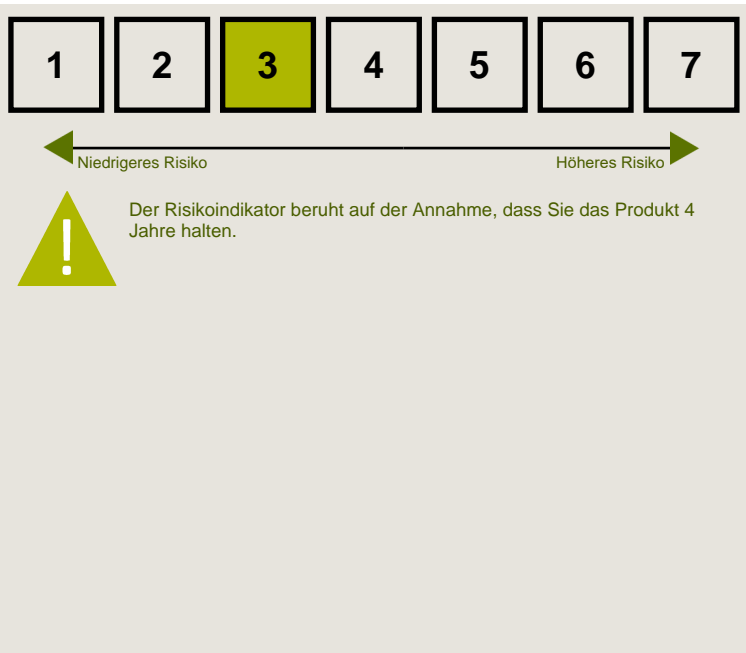 1 2 3 4 5 6 7
Niedrigeres Risiko Höheres Risiko
Der Risikoindikator beruht auf der Annahme, dass Sie das Produkt 4
Jahre halten.